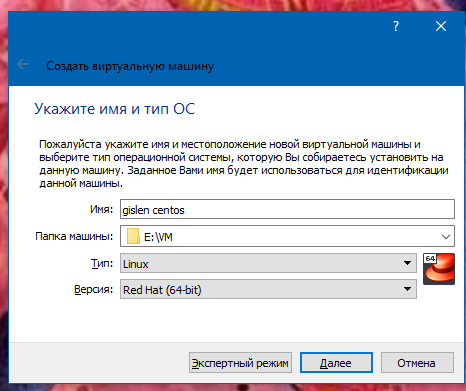 ?
Создать виртуальную машину
Укажите имя и тип ОС
Пожалуйста укажите имя и местоположение новой виртуальной машины и
выберите тип операционной системы, которую Вы собираетесь установить на
данную машину. Заданное Вами имя будет использоваться для идентификации
данной машины.
Имя: gislen centos
Папка машины: E:\VM
Тип: Linux 64
Версия: Red Hat (64-bit)
Экспертный режим Далее Отмена